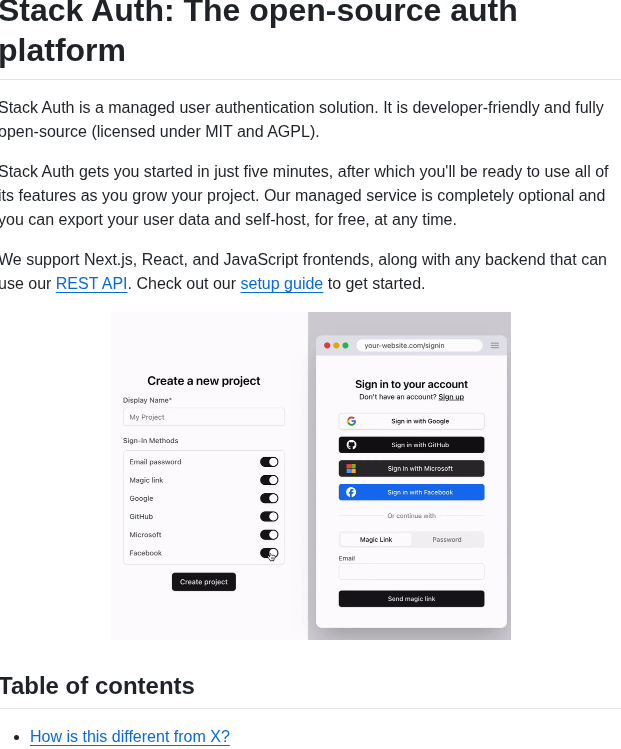 Stack Auth: The open-source auth
platform
Stack Auth is a managed user authentication solution. It is developer-friendly and fully
open-source (licensed under MIT and AGPL).
Stack Auth gets you started in just five minutes, after which you'll be ready to use all of
its features as you grow your project. Our managed service is completely optional and
you can export your user data and self-host, for free, at any time.
We support Next.js, React, and JavaScript frontends, along with any backend that can
use our REST API. Check out our setup guide to get started.
Create a new project
Display Name*
My Project
Sign-In Methods
Email password
Magic link
Google
GitHub
Microsoft
Facebook
Create project
your-website.com/signin
Sign in to your account
Don't have an account? Sign up
Sign in with Google
Sign in with GitHub
Sign in with Microsoft
Sign in with Facebook
Or continue with
Magic Link Password
Email
Send magic link
Table of contents
How is this different from X?